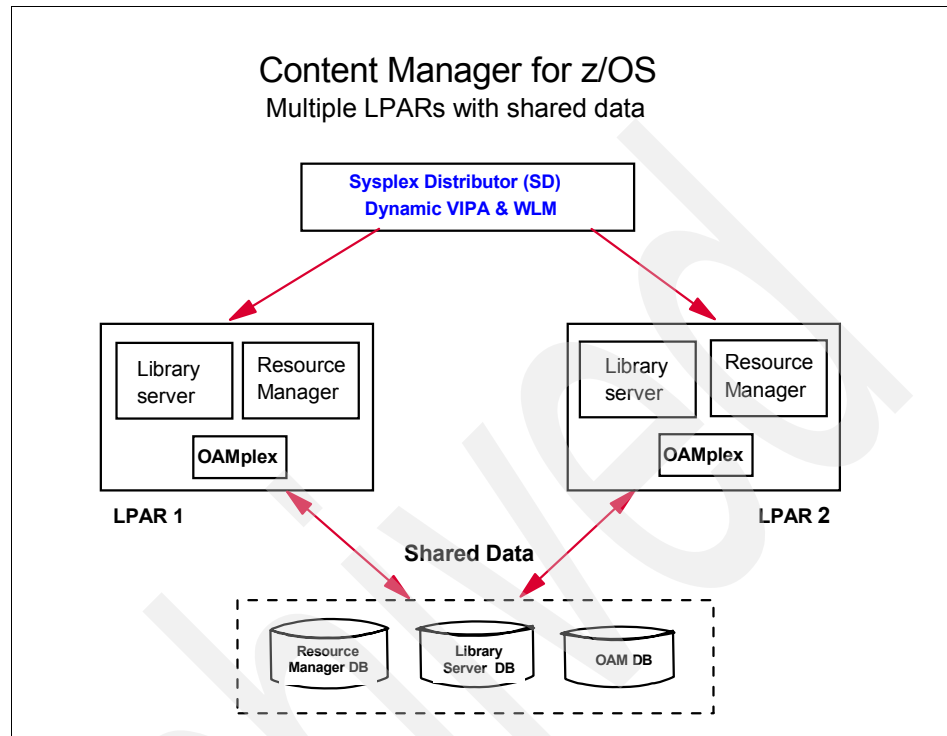 Content Manager for z/OS
Multiple LPARs with shared data
Sysplex Distributor (SD)
Dynamic VIPA & WLM
Library
server
Resource
Manager
OAMplex
LPAR 1
Library
server
Resource
Manager
OAMplex
LPAR 2
Shared Data
Resource
Manager DB
Library
Server DB
OAM DB